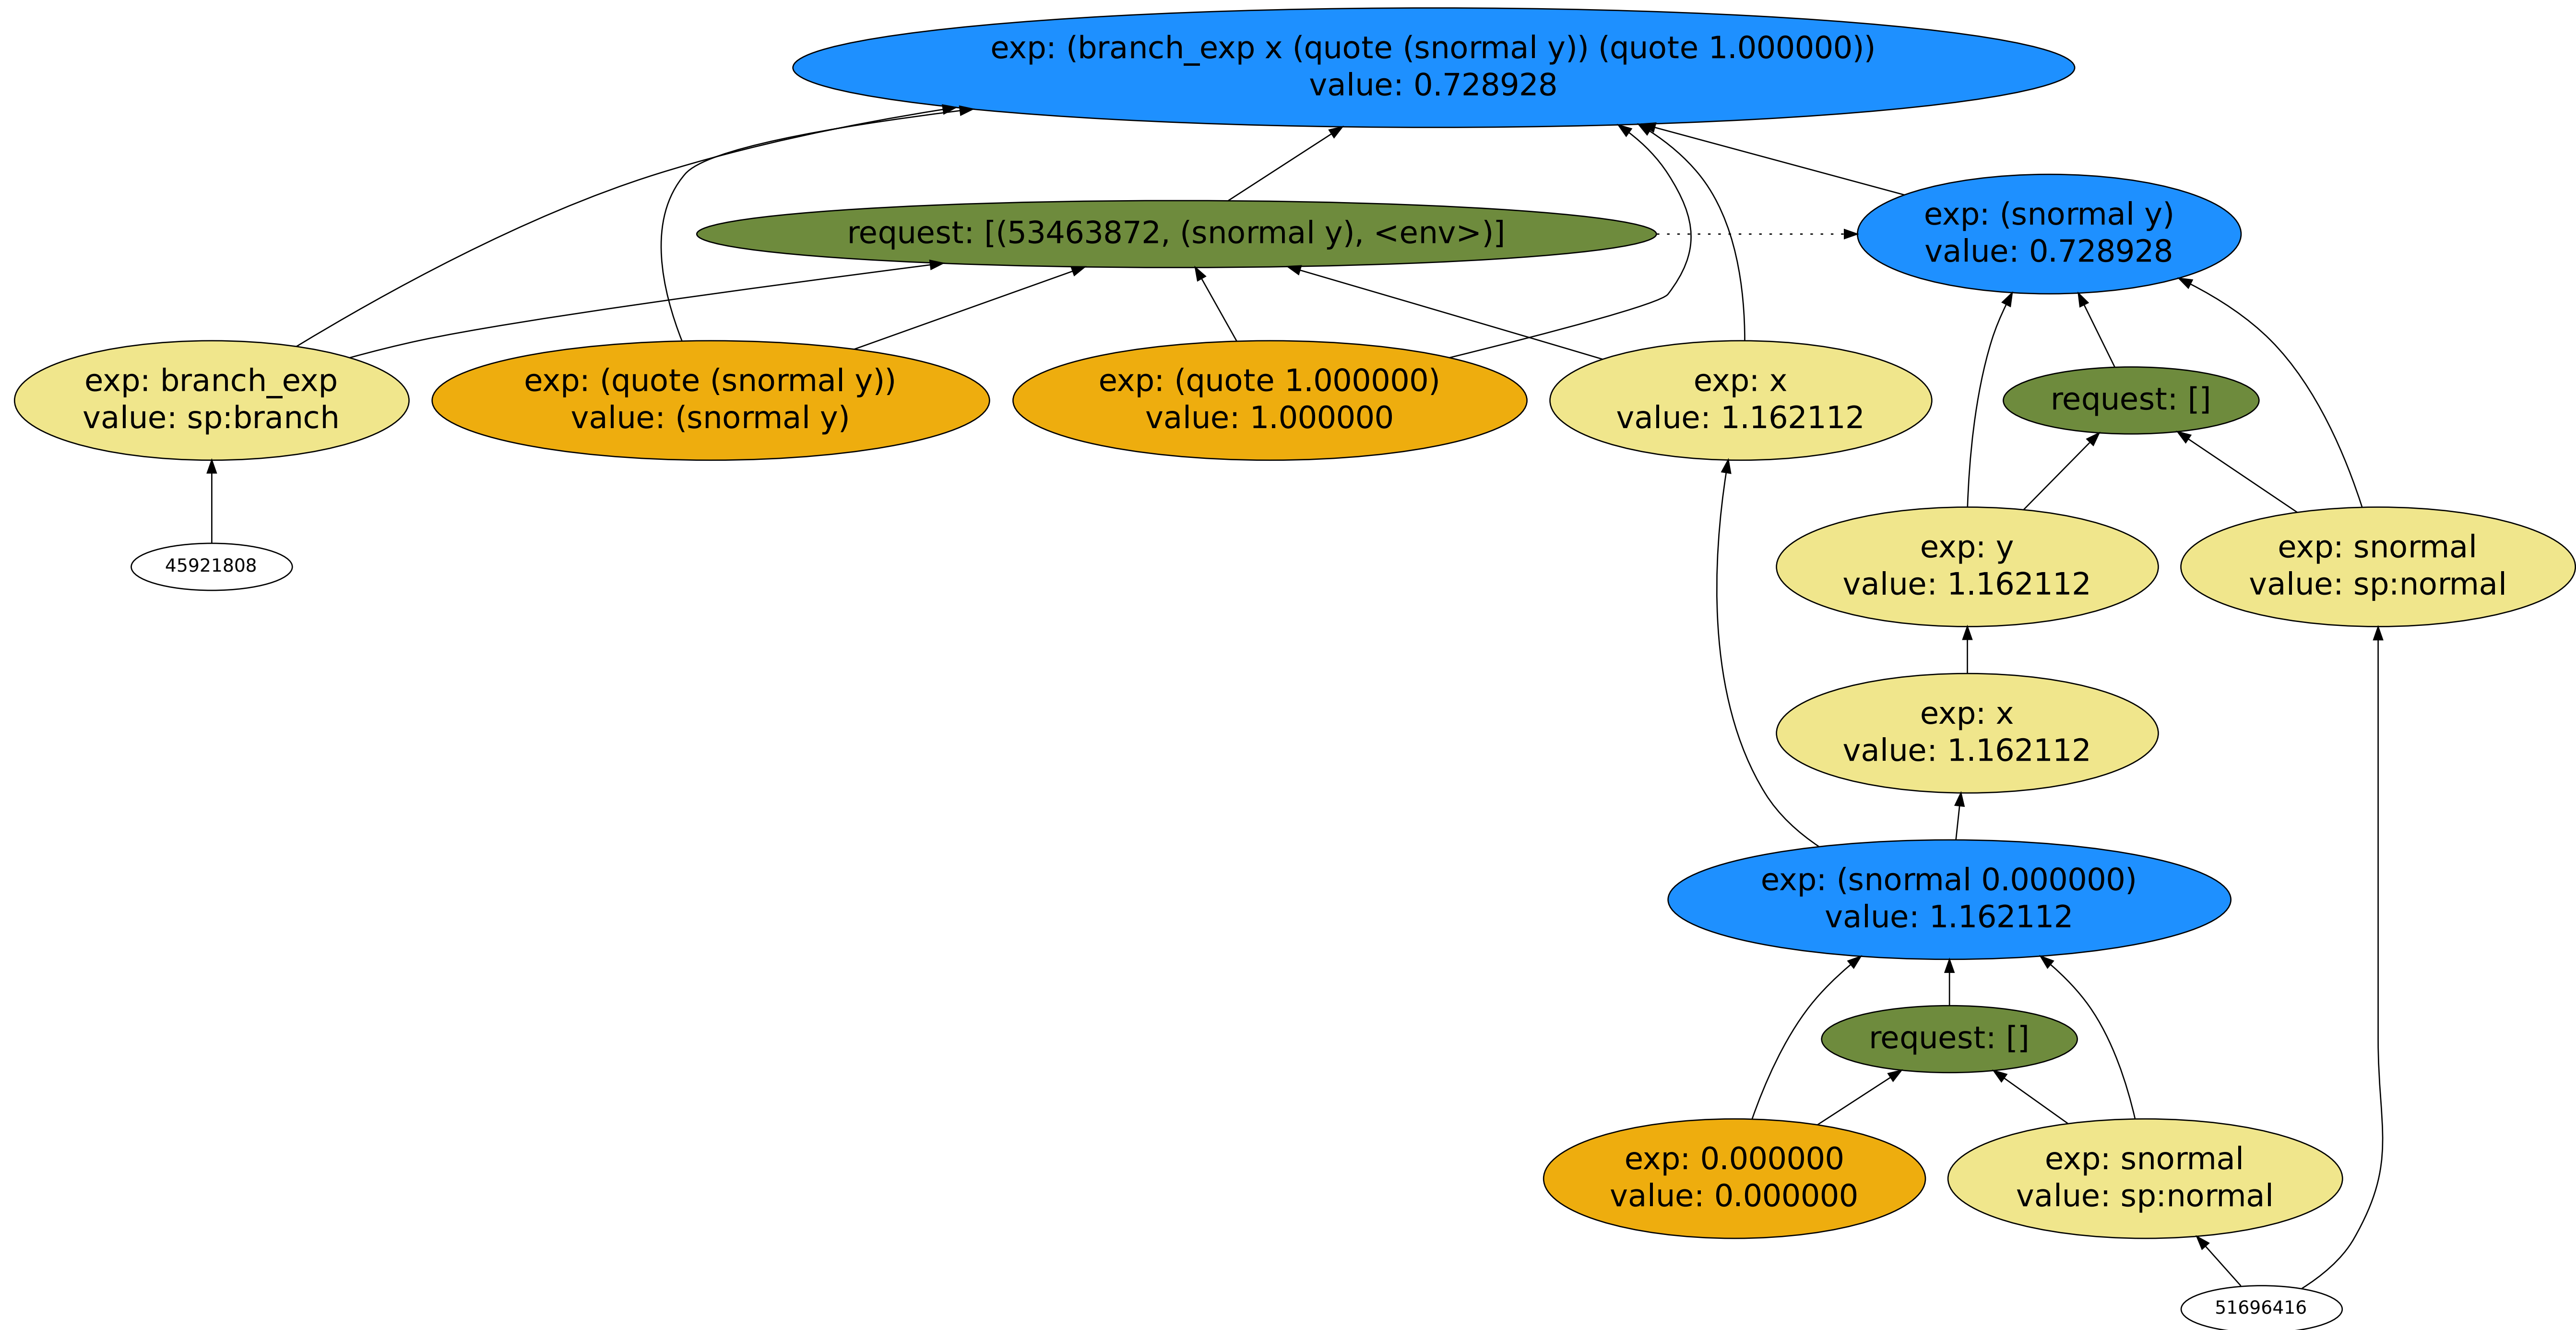 exp: (branch_exp x (quote (snormal y)) (quote 1.000000))
value: 0.728928
request: [(53463872, (snormal y), <env>)]
exp: (snormal y)
value: 0.728928
exp: branch_exp
value: sp:branch
exp: (quote (snormal y))
value: (snormal y)
exp: (quote 1.000000)
value: 1.000000
exp: x
value: 1.162112
request: []
45921808
exp: y
value: 1.162112
exp: snormal
value: sp:normal
exp: x
value: 1.162112
exp: (snormal 0.000000)
value: 1.162112
request: []
exp: 0.000000
value: 0.000000
exp: snormal
value: sp:normal
51696416